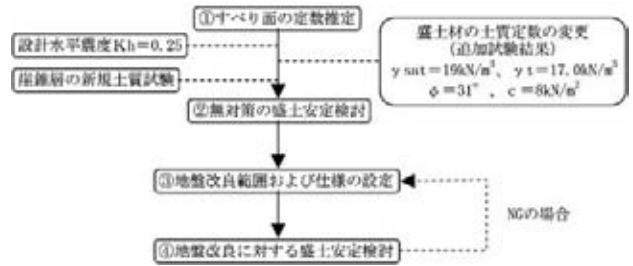 ①すべり面の定数推定
設計水平震度Kh=0.25
崖錐層の新規土質試験
盛土材の土質定数の変更
(追加試験結果)
γsat=19kN/m³、γt=17.0kN/m³
φ=31°, c=8kN/m²
②無対策の盛土安定検討
③地盤改良範囲および仕様の設定
NGの場合
④地盤改良に対する盛土安定検討